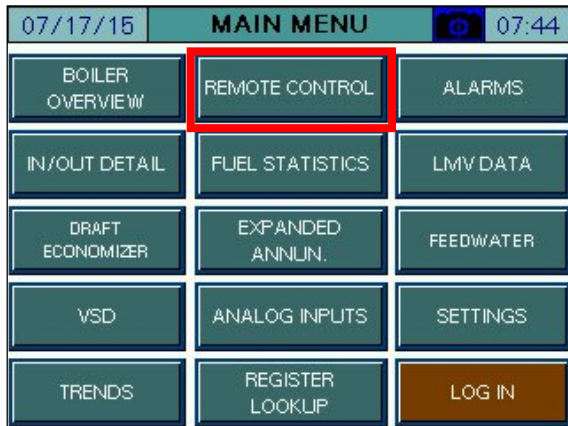 07/17/15 MAIN MENU 07:44
BOILER
OVERVIEW
REMOTE CONTROL
ALARMS
IN/OUT DETAIL
FUEL STATISTICS
LMV DATA
DRAFT
ECONOMIZER
EXPANDED
ANNUN.
FEEDWATER
VSD
ANALOG INPUTS
SETTINGS
TRENDS
REGISTER
LOOKUP
LOG IN